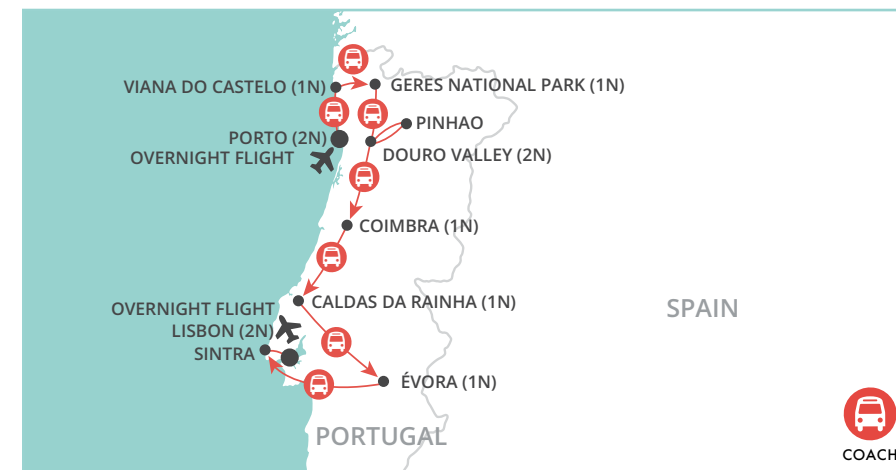 VIANA DO CASTELO (1N)
GERES NATIONAL PARK (1N)
PINHAO
PORTO (2N)
OVERNIGHT FLIGHT
DOURO VALLEY (2N)
COIMBRA (1N)
CALDAS DA RAINHA (1N)
OVERNIGHT FLIGHT
LISBON (2N)
SINTRA
SPAIN
ÉVORA (1N)
PORTUGAL
COACH